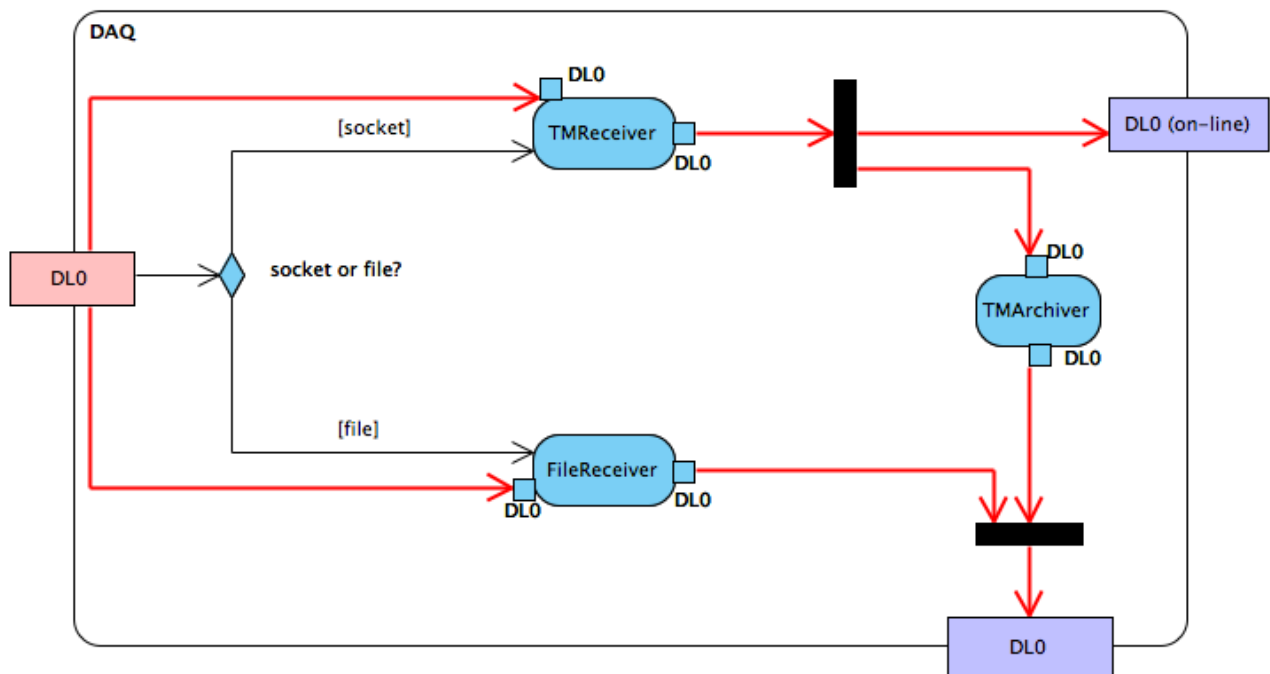 DAQ
DL0
[socket]
TMReceiver
DL0
DL0 (on-line)
DL0
DL0
socket or file?
TMArchiver
DL0
[file]
FileReceiver
DL0
DL0
DL0